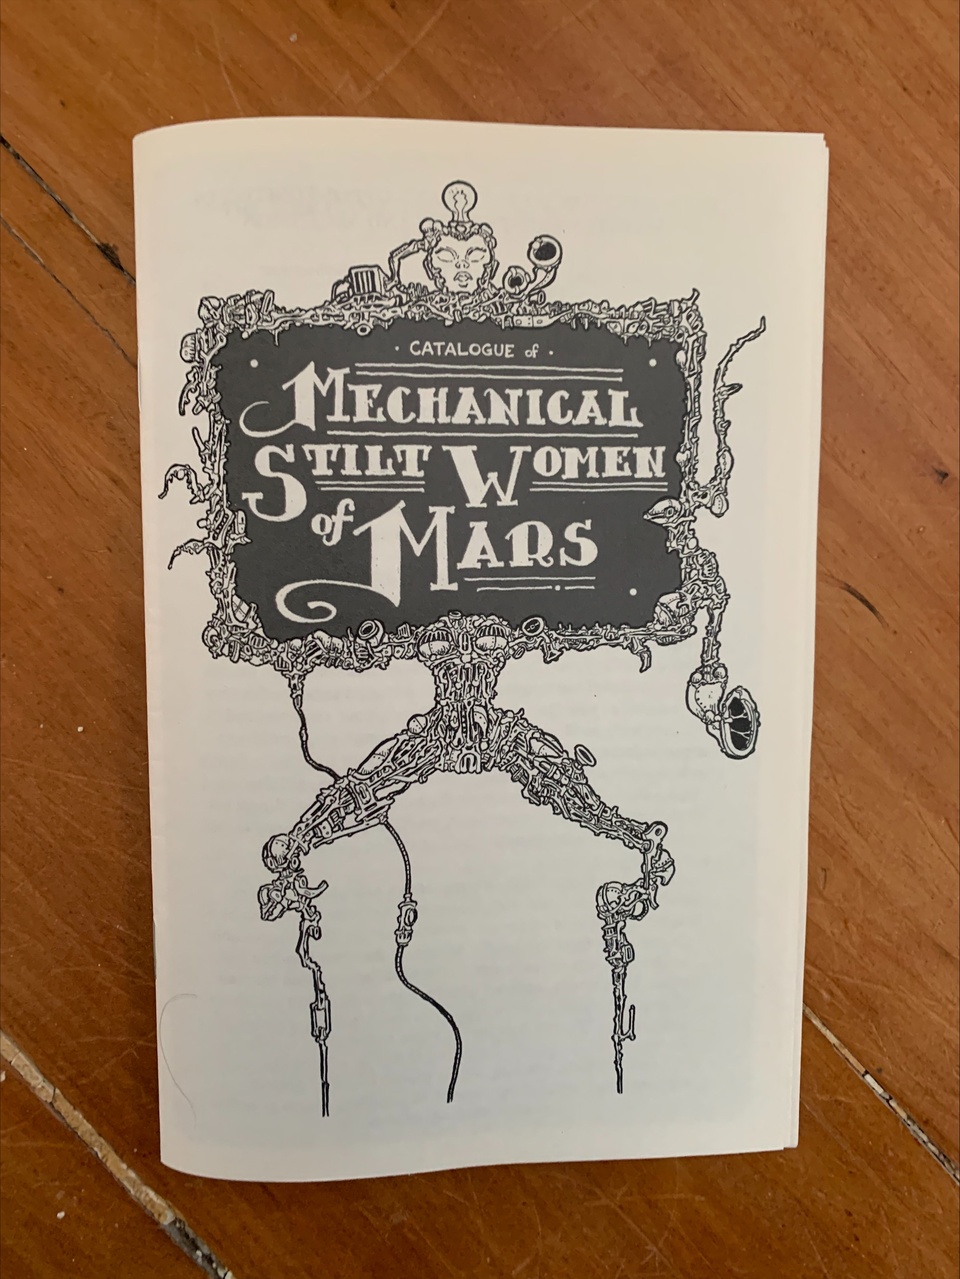 · CATALOGUE of ·
MECHANICAL
STILT WOMEN
of MARS